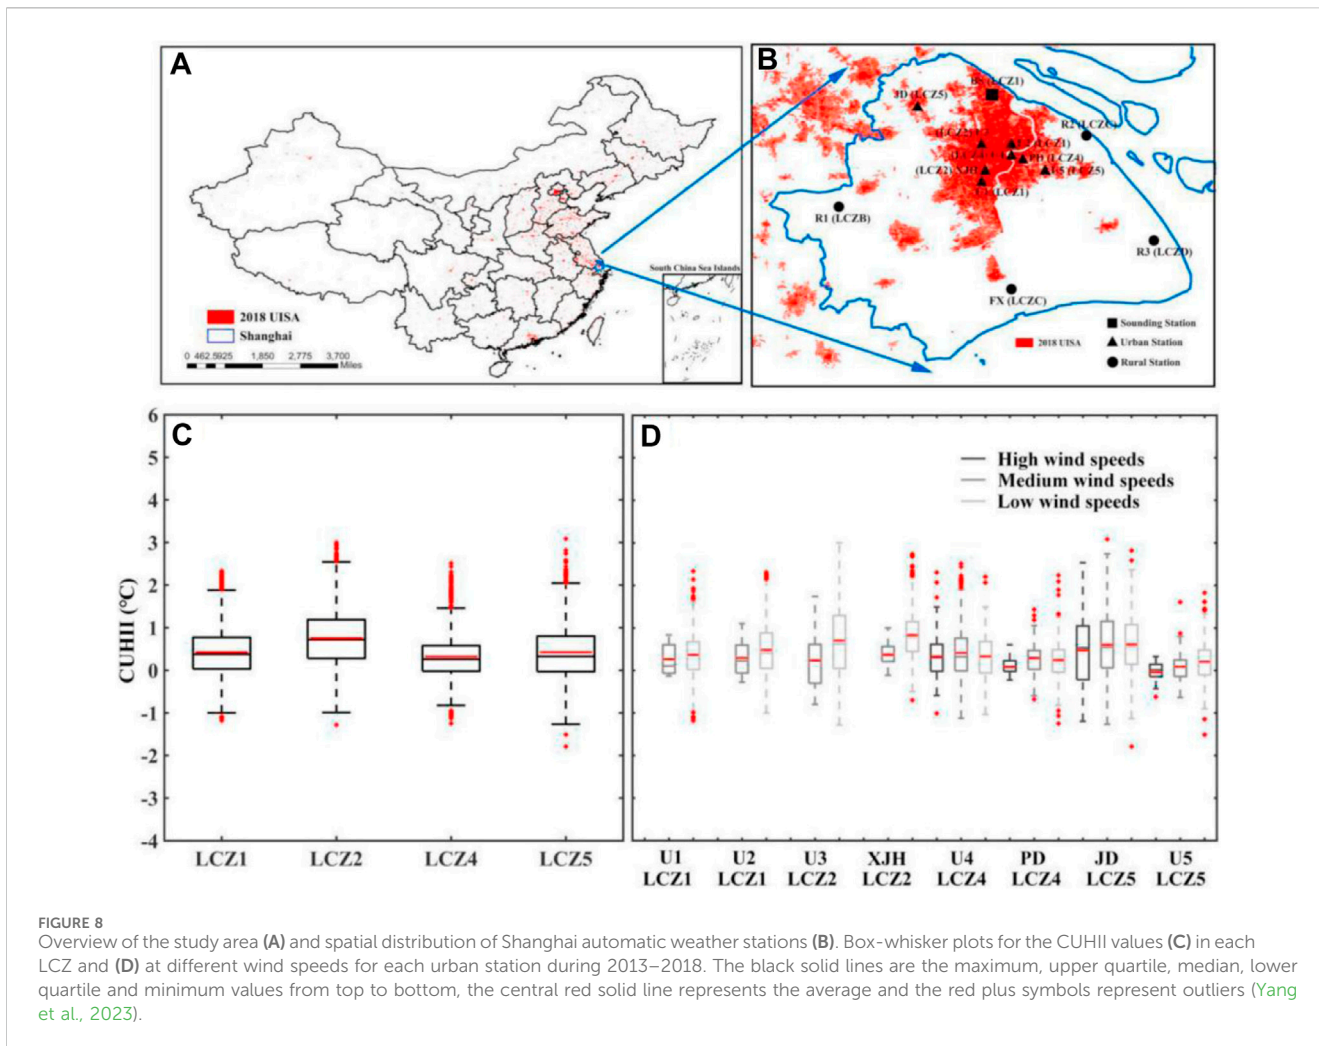 A
South China Sea Islands
2018 UISA
Shanghai
0 462.5925 1,850 2,775 3,700
Miles
B
BS (LCZ1)
JD (LCZ5)
R2 (LCZC)
(LCZ1)
PD (LCZ4)
(LCZ2) XJH
U5 (LCZ5)
(LCZ1)
R1 (LCZB)
R3 (LCZD)
FX (LCZC)
Sounding Station
2018 UISA
Urban Station
Rural Station
C
CUHII (°C)
6
5
4
3
2
1
0
-1
-2
-3
-4
LCZ1 LCZ2 LCZ4 LCZ5
D
High wind speeds
Medium wind speeds
Low wind speeds
U1 U2 U3 XJH U4 PD JD U5
LCZ1 LCZ1 LCZ2 LCZ2 LCZ4 LCZ4 LCZ5 LCZ5
FIGURE 8
Overview of the study area (A) and spatial distribution of Shanghai automatic weather stations (B). Box-whisker plots for the CUHII values (C) in each
LCZ and (D) at different wind speeds for each urban station during 2013–2018. The black solid lines are the maximum, upper quartile, median, lower
quartile and minimum values from top to bottom, the central red solid line represents the average and the red plus symbols represent outliers (Yang
et al., 2023).